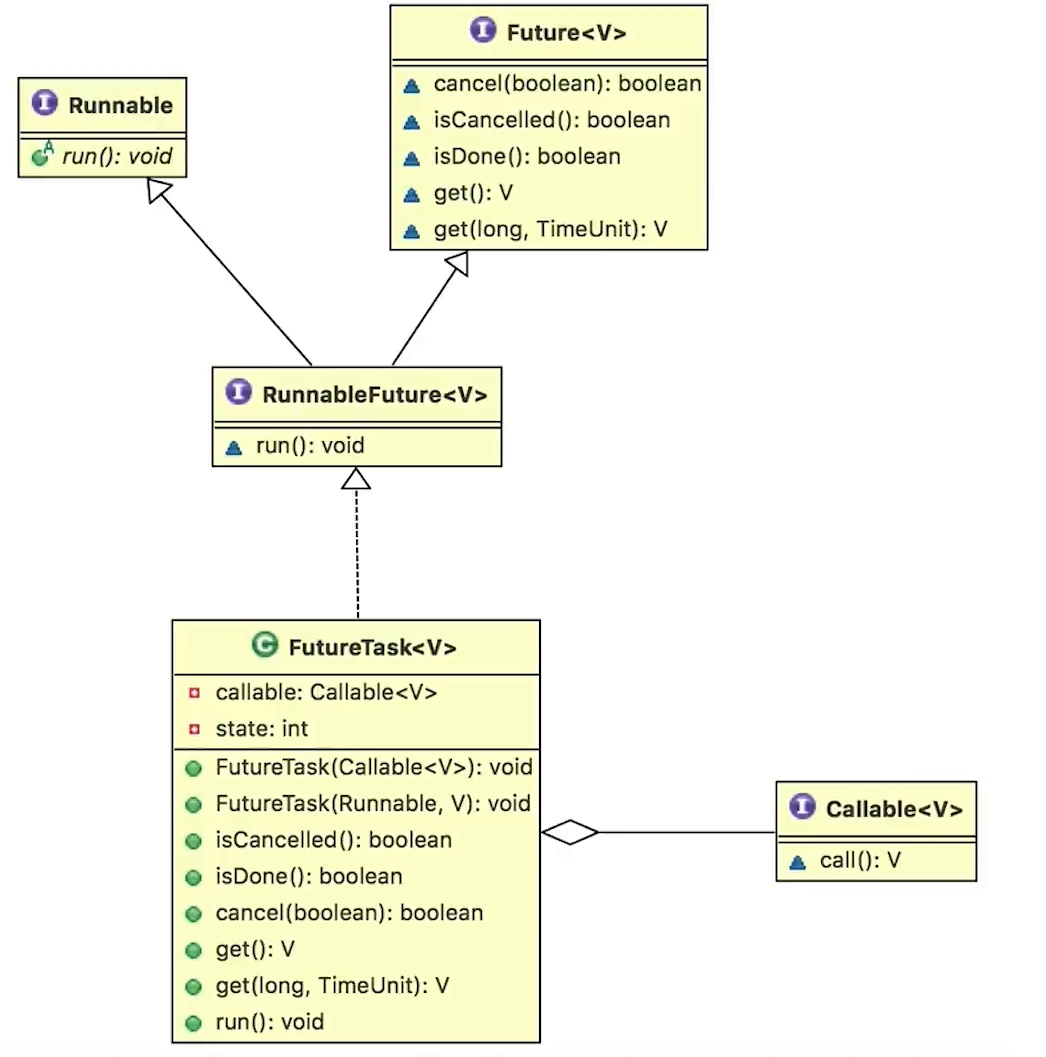 I Future<V>
cancel(boolean): boolean
isCancelled(): boolean
isDone(): boolean
get(): V
get(long, TimeUnit): V
I Runnable
A run(): void
I RunnableFuture<V>
run(): void
C FutureTask<V>
callable: Callable<V>
state: int
FutureTask(Callable<V>): void
FutureTask(Runnable, V): void
isCancelled(): boolean
isDone(): boolean
cancel(boolean): boolean
get(): V
get(long, TimeUnit): V
run(): void
I Callable<V>
call(): V